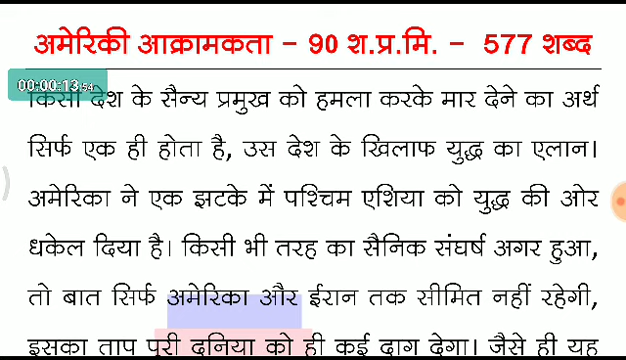 अमेरिकी आक्रामकता – 90 श.प्र.मि. – 577 शब्द
00:00:13.54
किसी देश के सैन्य प्रमुख को हमला करके मार देने का अर्थ
सिर्फ एक ही होता है, उस देश के खिलाफ युद्ध का एलान।
अमेरिका ने एक झटके में पश्चिम एशिया को युद्ध की ओर
धकेल दिया है। किसी भी तरह का सैनिक संघर्ष अगर हुआ,
तो बात सिर्फ अमेरिका और ईरान तक सीमित नहीं रहेगी,
इसका ताप पूरी दुनिया को ही कई दाग देगा। जैसे ही यह